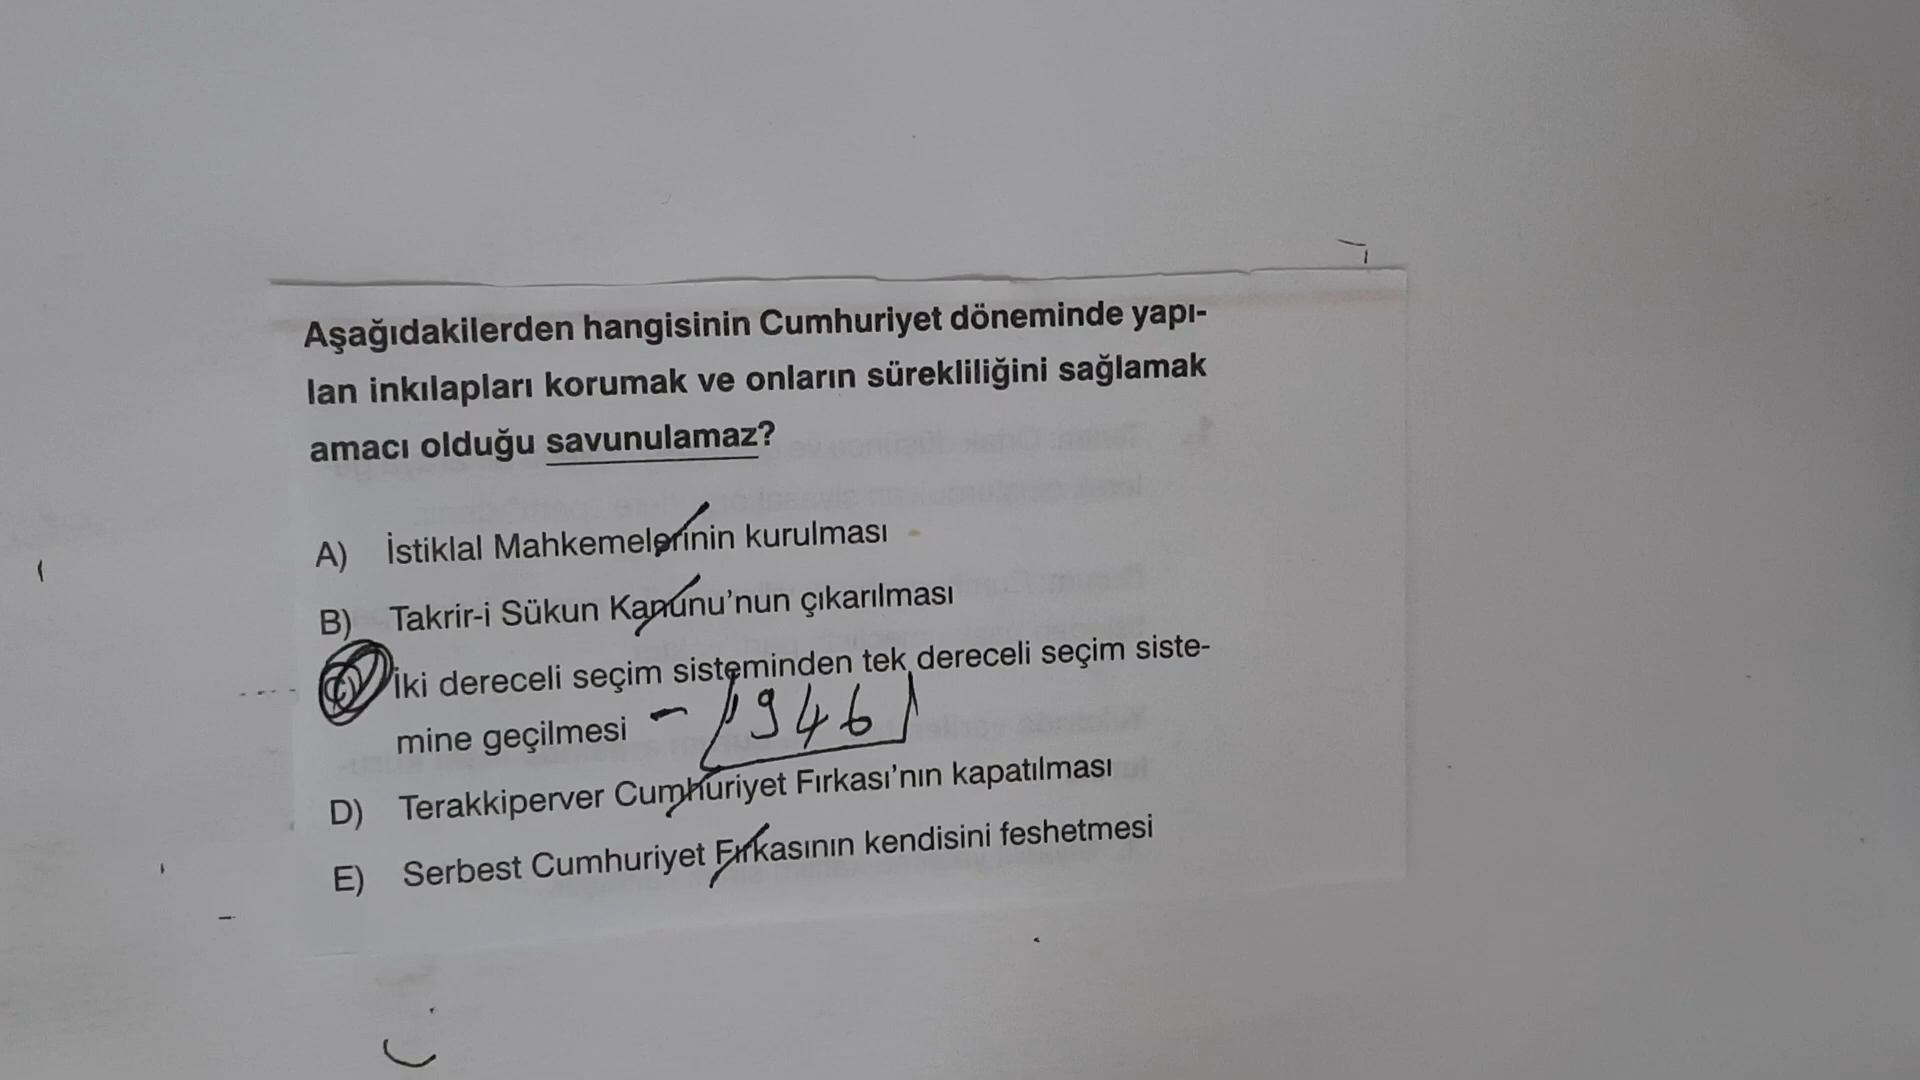 Aşağıdakilerden hangisinin Cumhuriyet döneminde yapı-
lan inkılapları korumak ve onların sürekliliğini sağlamak
amacı olduğu savunulamaz?
A) İstiklal Mahkemelerinin kurulması
B) Takrir-i Sükun Kanunu'nun çıkarılması
C) İki dereceli seçim sisteminden tek dereceli seçim siste-
mine geçilmesi - 1946
D) Terakkiperver Cumhuriyet Fırkası'nın kapatılması
E) Serbest Cumhuriyet Fırkasının kendisini feshetmesi